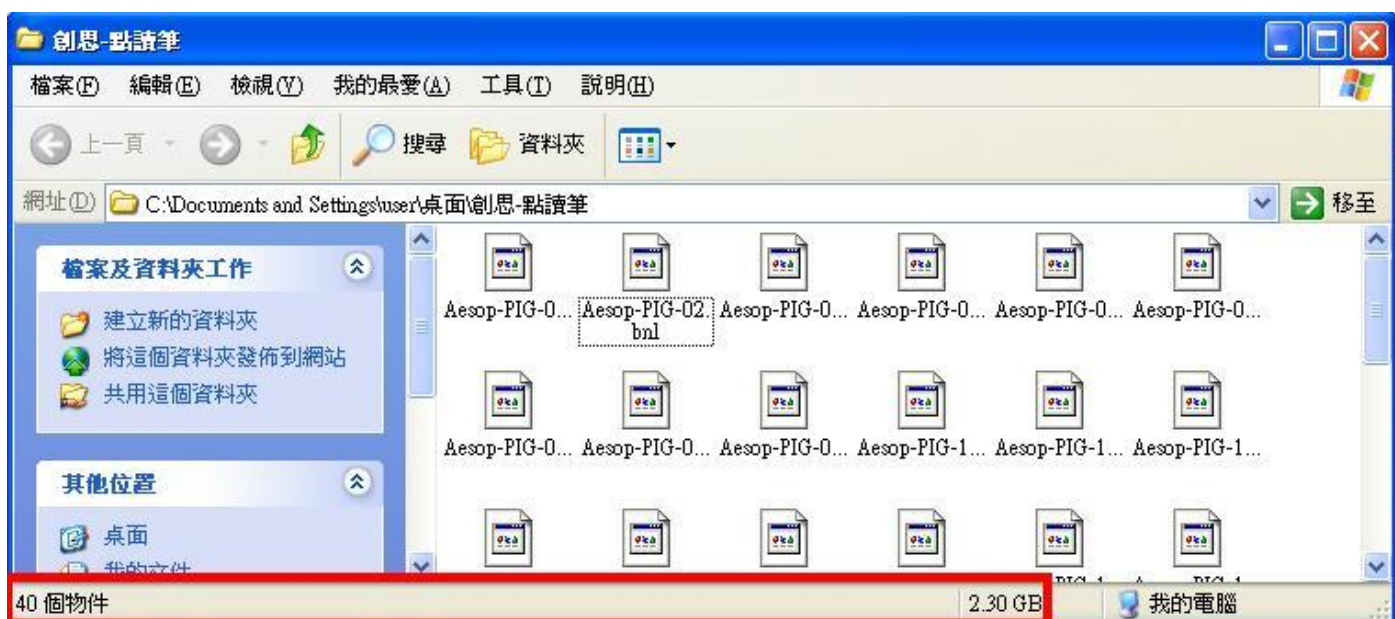 創思-點讀筆
檔案(F) 編輯(E) 檢視(V) 我的最愛(A) 工具(T) 說明(H)
上一頁 搜尋 資料夾
網址(D) C:\Documents and Settings\user\桌面\創思-點讀筆 移至
檔案及資料夾工作
建立新的資料夾
將這個資料夾發佈到網站
共用這個資料夾
其他位置
桌面
我的文件
Aesop-PIG-0... Aesop-PIG-02. Aesop-PIG-0... Aesop-PIG-0... Aesop-PIG-0... Aesop-PIG-0...
bnl
Aesop-PIG-0... Aesop-PIG-0... Aesop-PIG-0... Aesop-PIG-1... Aesop-PIG-1... Aesop-PIG-1...
40 個物件 2.30 GB 我的電腦